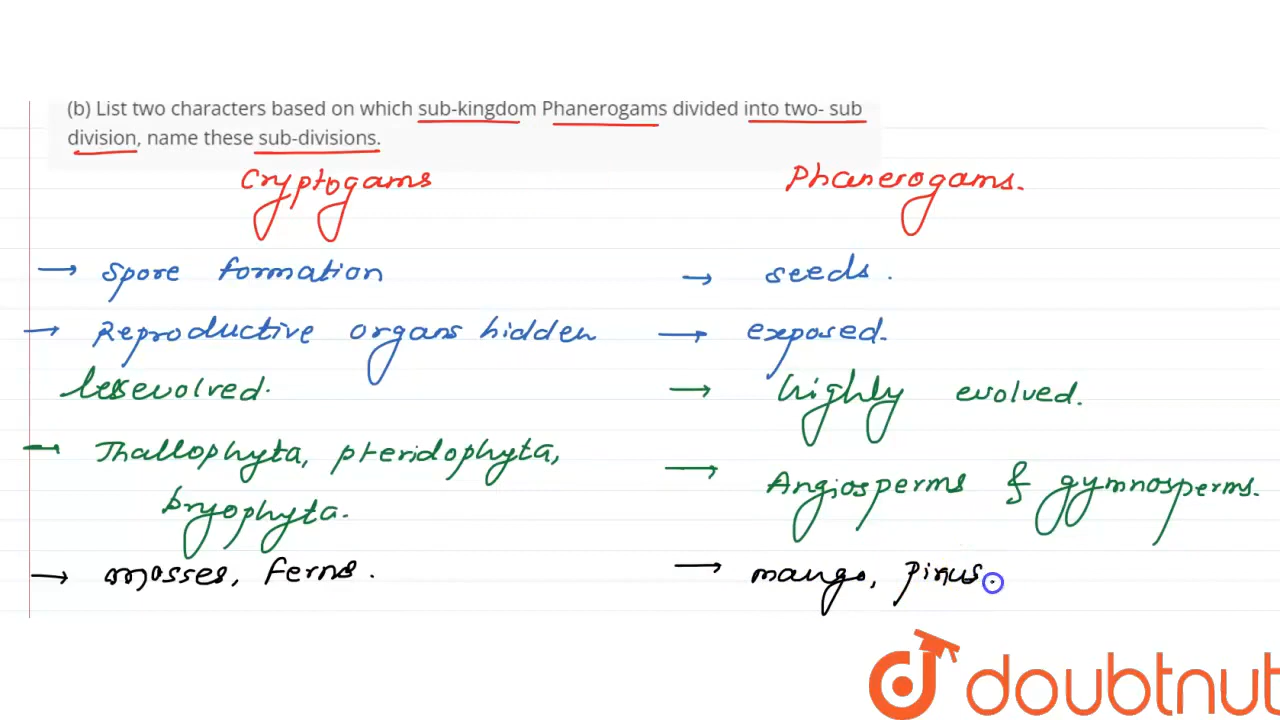 (b) List two characters based on which sub-kingdom Phanerogams divided into two- sub
division, name these sub-divisions.
Cryptogams Phanerogams.
→ Spore formation → seeds.
→ Reproductive organs hidden → exposed.
less evolved. → highly evolved.
— Thallophyta, pteridophyta, → Angiosperms & gymnosperms.
bryophyta.
→ mosses, Ferns. → mango, Pinus
doubtnut